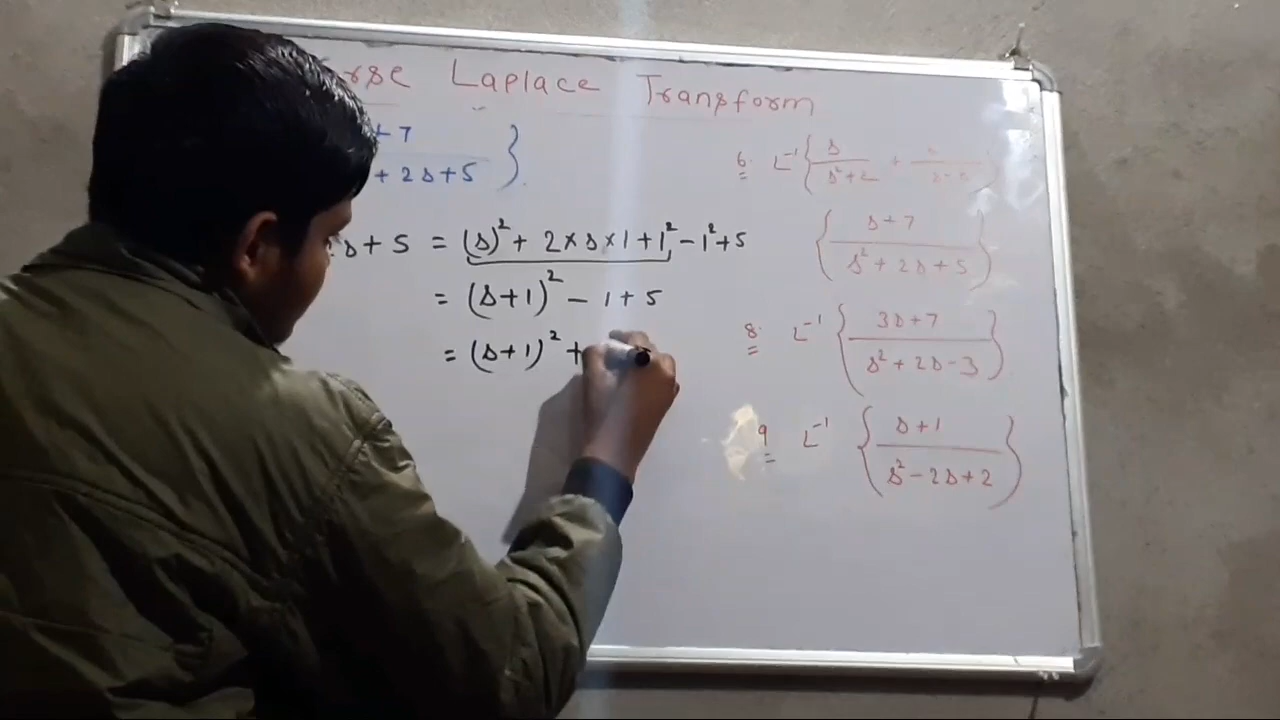 Laplace Transform
+ 7
+ 2s+5 }.
s + 5 = (s)² + 2×s×1+1² - 1² +5
= (s+1)² - 1 + 5
= (s+1)² +
6. L⁻¹{ s / s²+2 +
{ s+7 / s² + 2s + 5 }
8. L⁻¹ { 3s+7 / s² + 2s - 3 }
9 L⁻¹ { s+1 / s² - 2s + 2 }